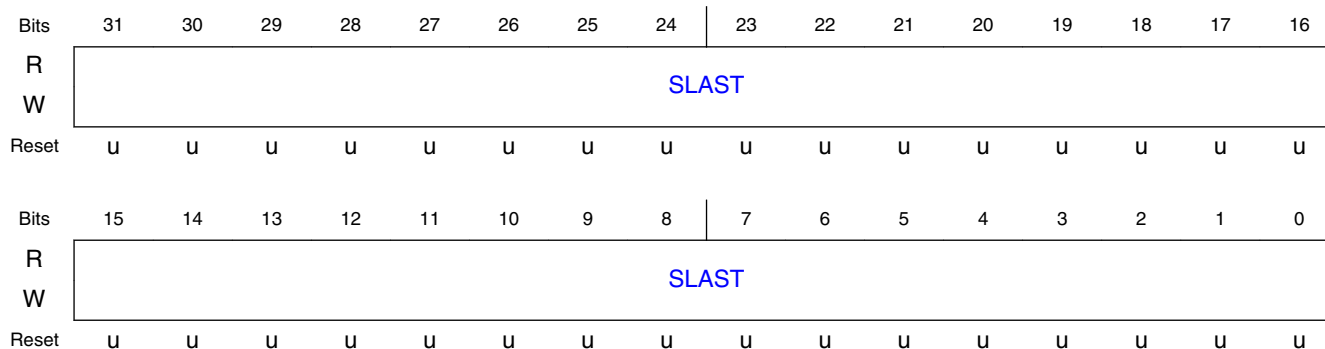 Bits 31 30 29 28 27 26 25 24 23 22 21 20 19 18 17 16
R
SLAST
W
Reset u u u u u u u u u u u u u u u u
Bits 15 14 13 12 11 10 9 8 7 6 5 4 3 2 1 0
R
SLAST
W
Reset u u u u u u u u u u u u u u u u